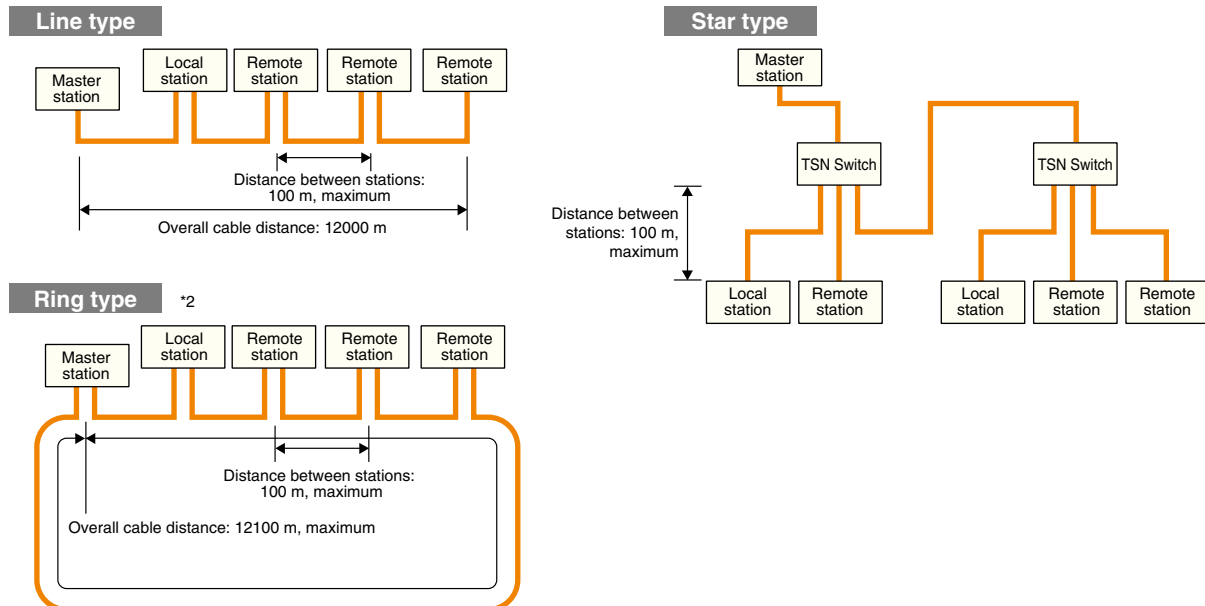 Line type
Master
station
Local
station
Remote
station
Remote
station
Remote
station
Distance between stations:
100 m, maximum
Overall cable distance: 12000 m
Ring type
*2
Master
station
Local
station
Remote
station
Remote
station
Remote
station
Distance between stations:
100 m, maximum
Overall cable distance: 12100 m, maximum
Star type
Master
station
TSN Switch
TSN Switch
Distance between
stations: 100 m,
maximum
Local
station
Remote
station
Local
station
Remote
station
Remote
station